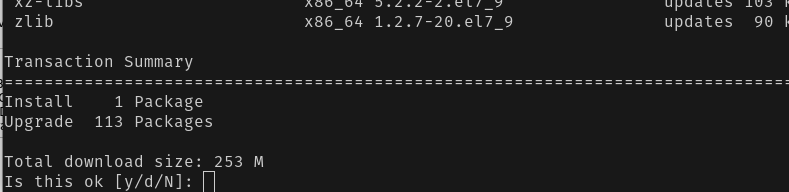 xz-libs x86_64 5.2.2-2.el7_9 updates 103 k
zlib x86_64 1.2.7-20.el7_9 updates 90 k
Transaction Summary
================================================================================
Install 1 Package
Upgrade 113 Packages
Total download size: 253 M
Is this ok [y/d/N]: